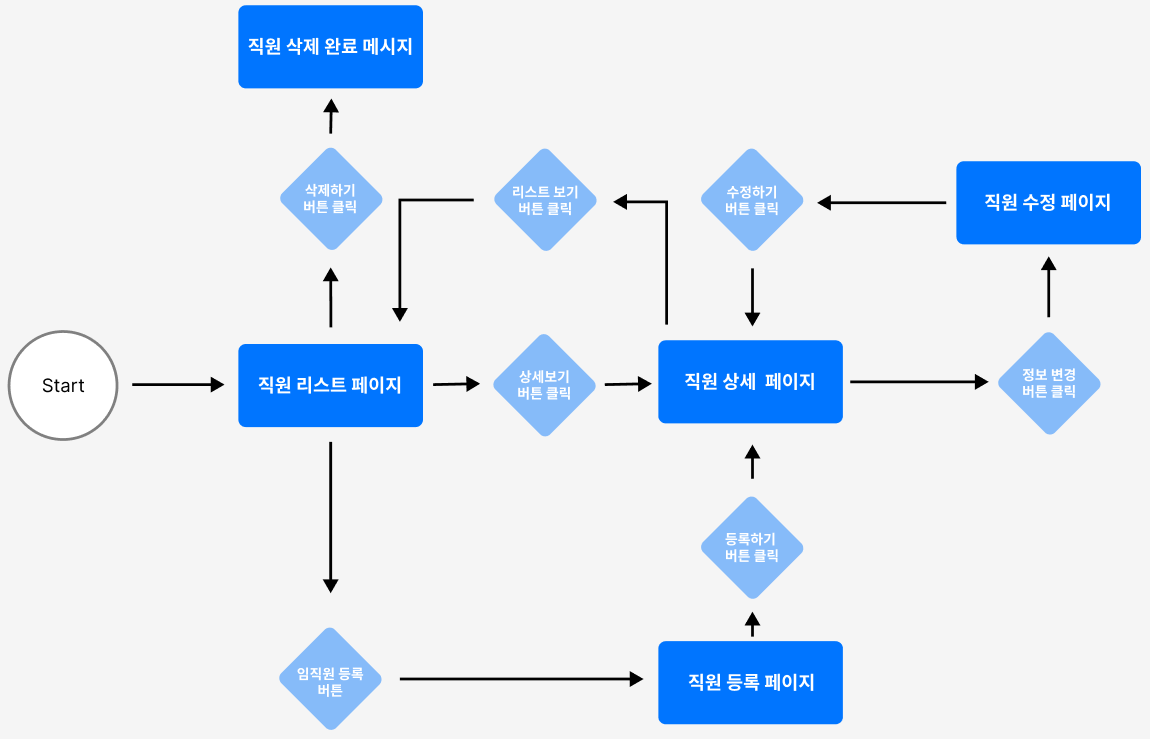 직원 삭제 완료 메시지
삭제하기
버튼 클릭
리스트 보기
버튼 클릭
수정하기
버튼 클릭
직원 수정 페이지
Start
직원 리스트 페이지
상세보기
버튼 클릭
직원 상세 페이지
정보 변경
버튼 클릭
등록하기
버튼 클릭
임직원 등록
버튼
직원 등록 페이지